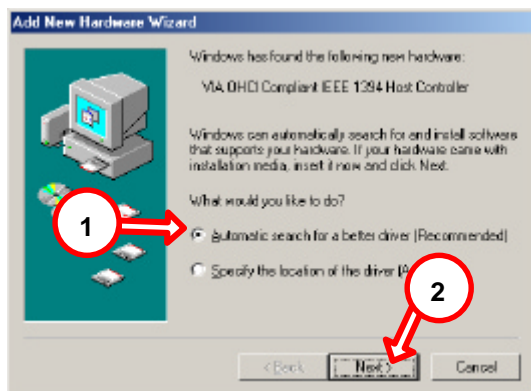 Add New Hardware Wizard
Windows has found the following new hardware:
VIA OHCI Compliant IEEE 1394 Host Controller
Windows can automatically search for and install software
that supports your hardware. If your hardware came with
installation media, insert it now and click Next.
What would you like to do?
1
Automatic search for a better driver (Recommended)
Specify the location of the driver (A
2
< Back
Next >
Cancel